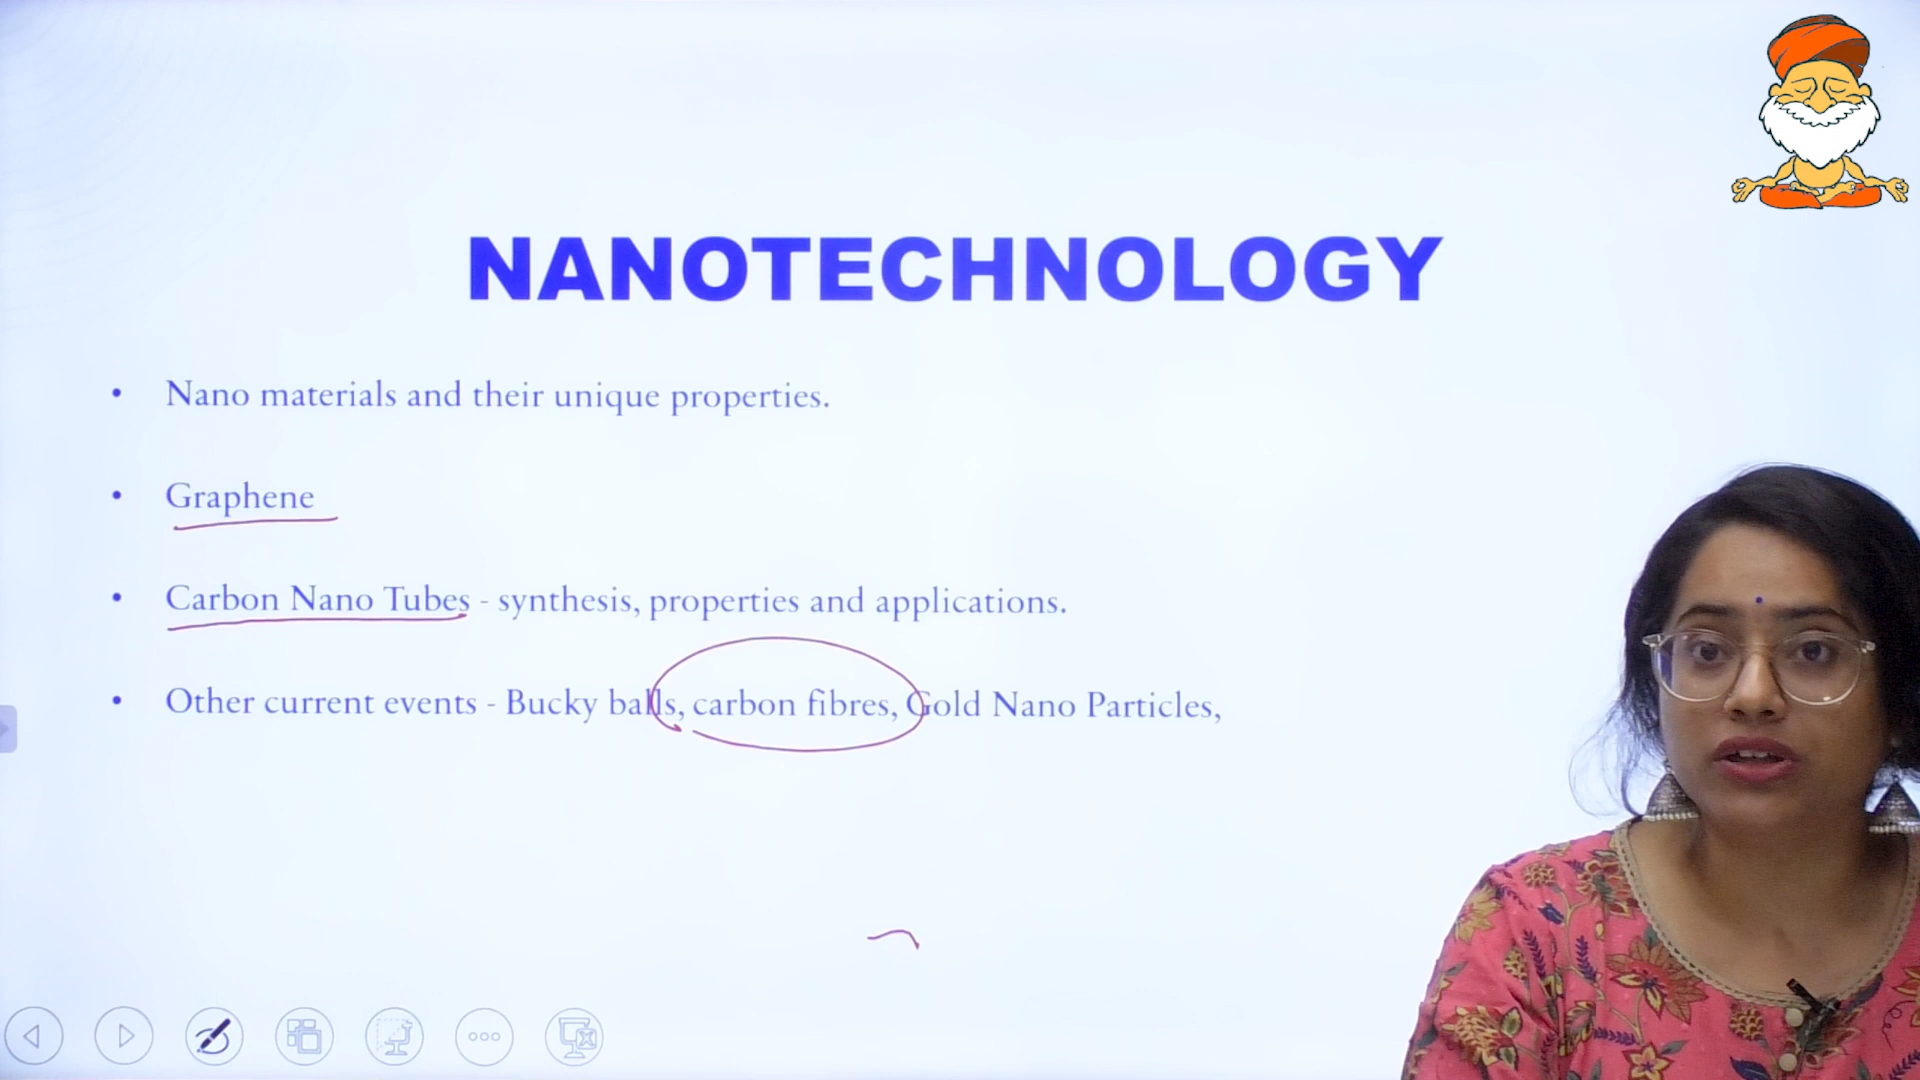 NANOTECHNOLOGY
• Nano materials and their unique properties.
• Graphene
• Carbon Nano Tubes - synthesis, properties and applications.
• Other current events - Bucky balls, carbon fibres, Gold Nano Particles,